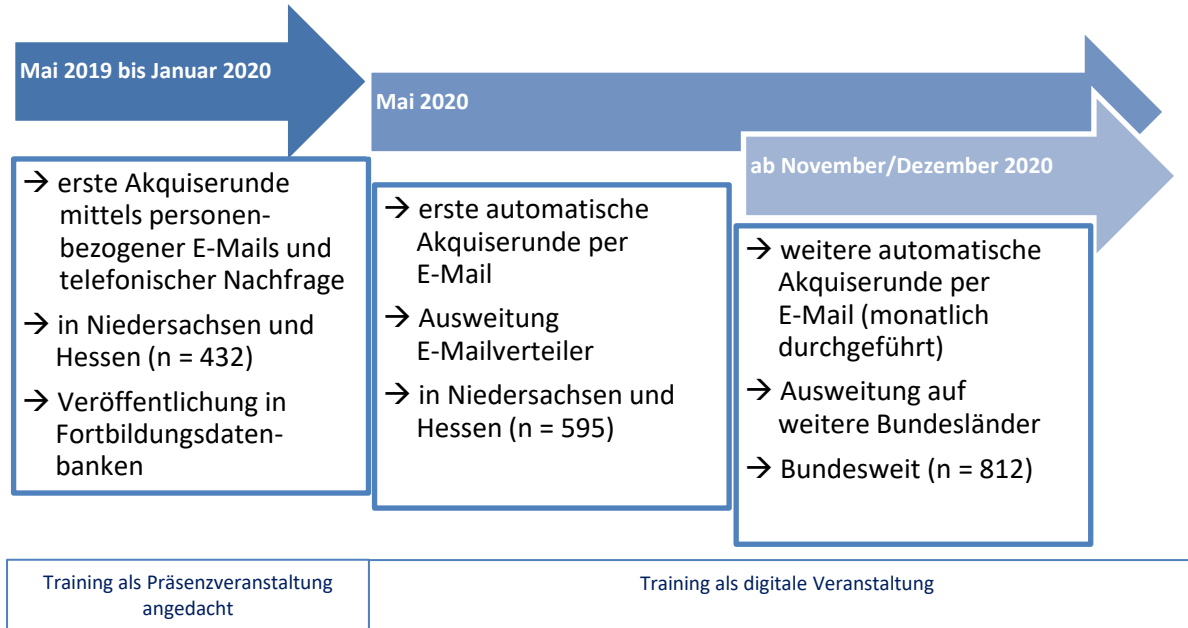 Mai 2019 bis Januar 2020
→ erste Akquiserunde
mittels personen-
bezogener E-Mails und
telefonischer Nachfrage
→ in Niedersachsen und
Hessen (n = 432)
→ Veröffentlichung in
Fortbildungsdaten-
banken
Mai 2020
→ erste automatische
Akquiserunde per
E-Mail
→ Ausweitung
E-Mailverteiler
→ in Niedersachsen und
Hessen (n = 595)
ab November/Dezember 2020
→ weitere automatische
Akquiserunde per
E-Mail (monatlich
durchgeführt)
→ Ausweitung auf
weitere Bundesländer
→ Bundesweit (n = 812)
Training als Präsenzveranstaltung
angedacht
Training als digitale Veranstaltung